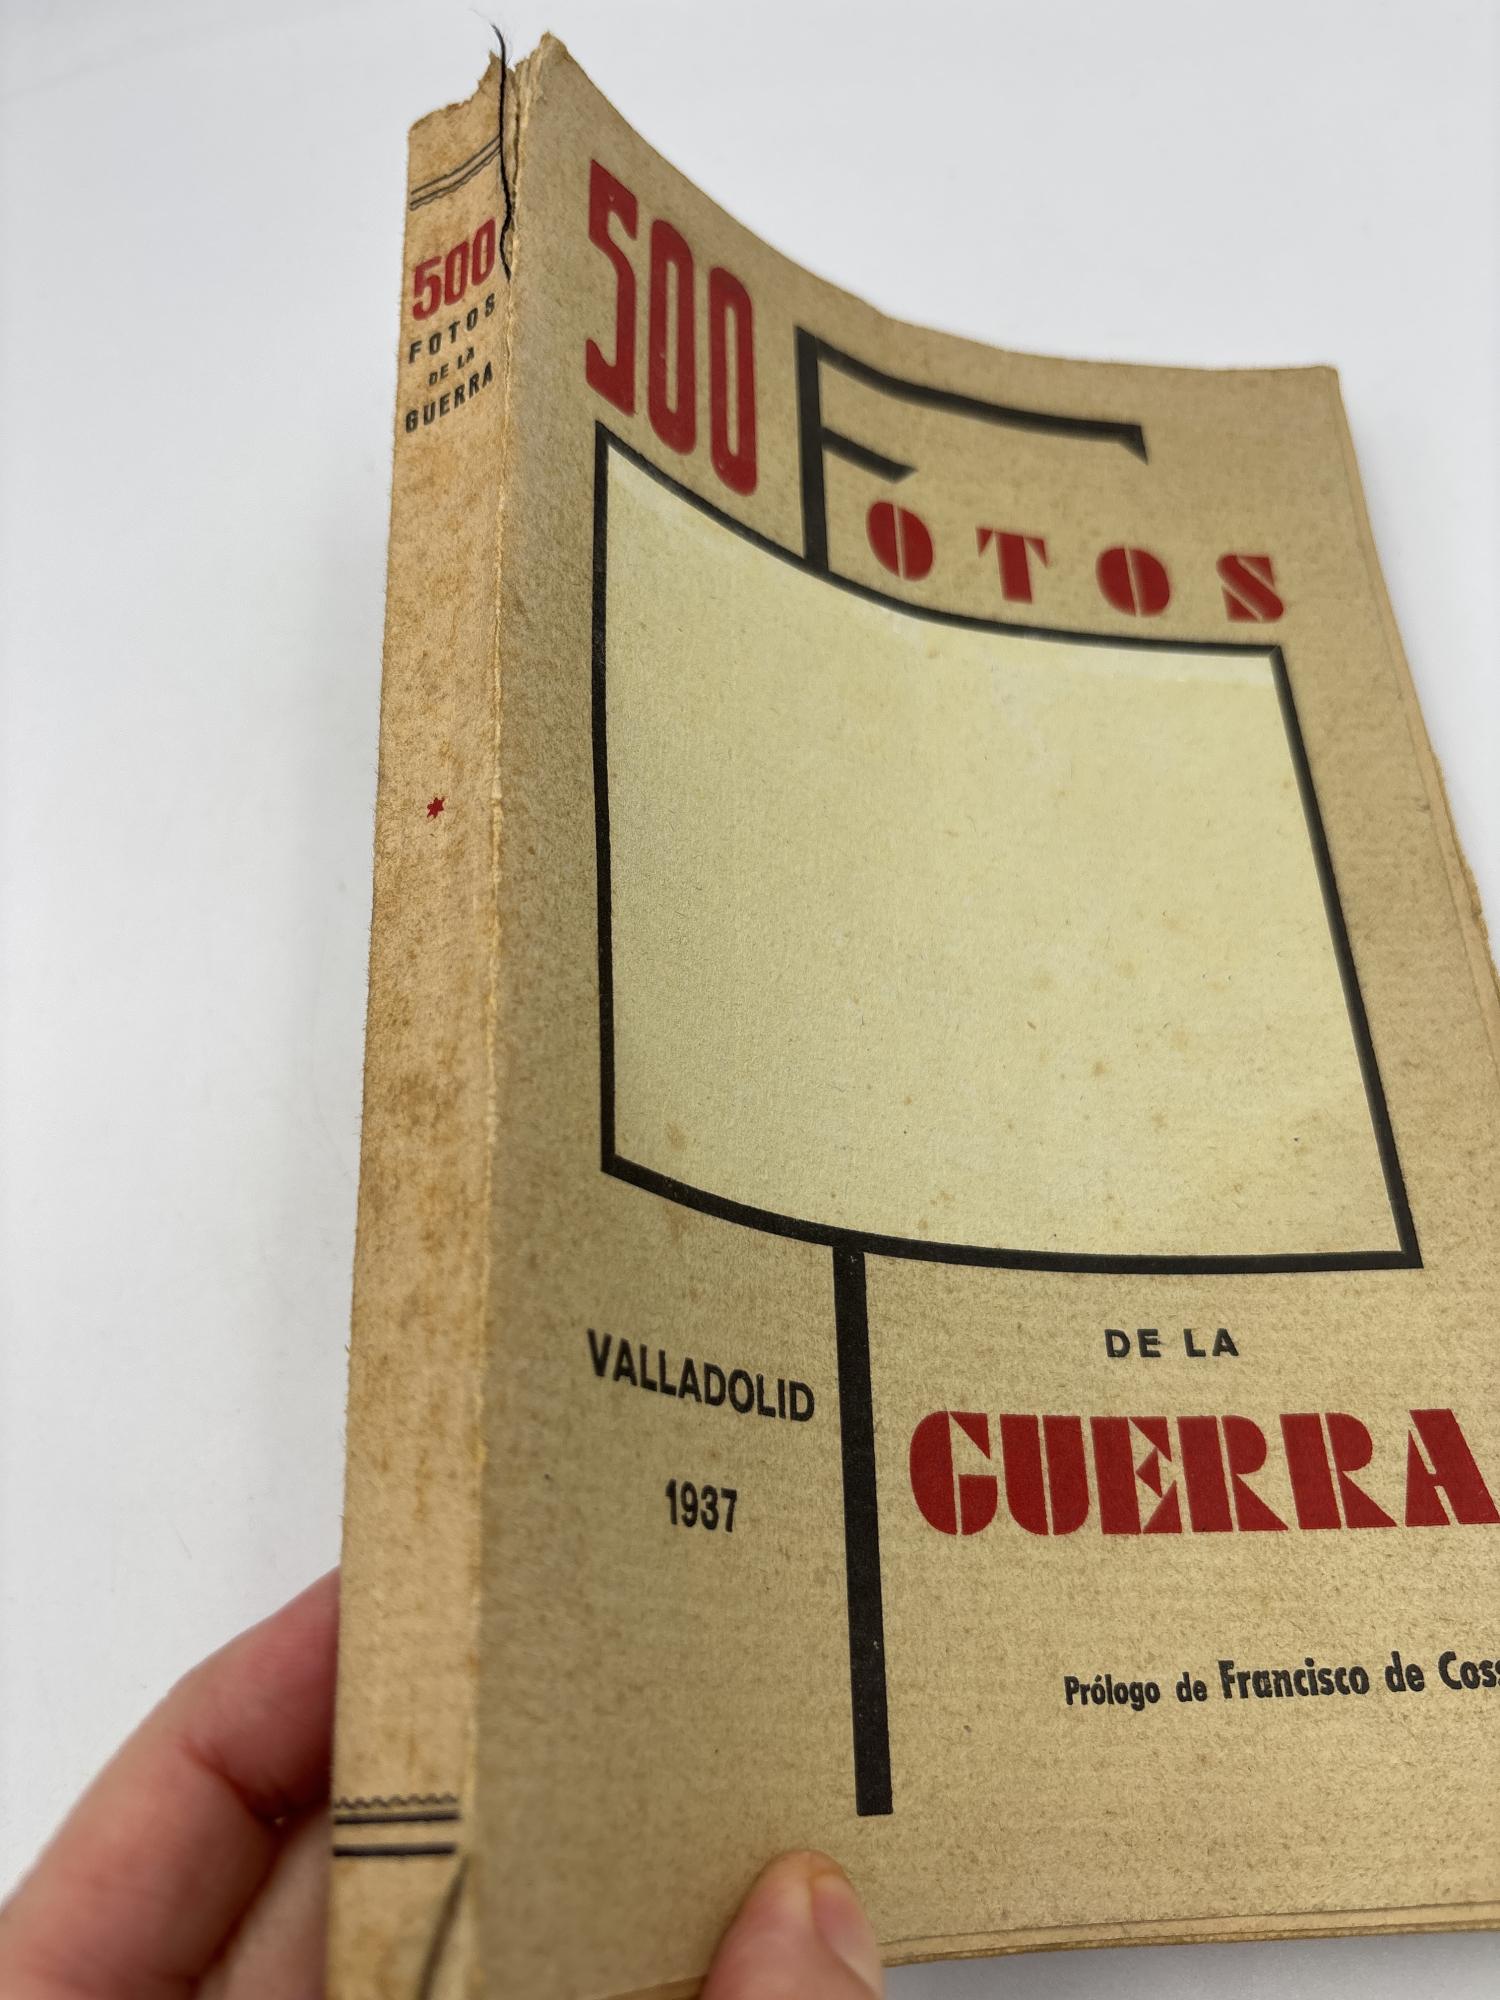 500
FOTOS
DE LA
GUERRA
500
FOTOS
VALLADOLID
1937
DE LA
GUERRA
Prólogo de Francisco de